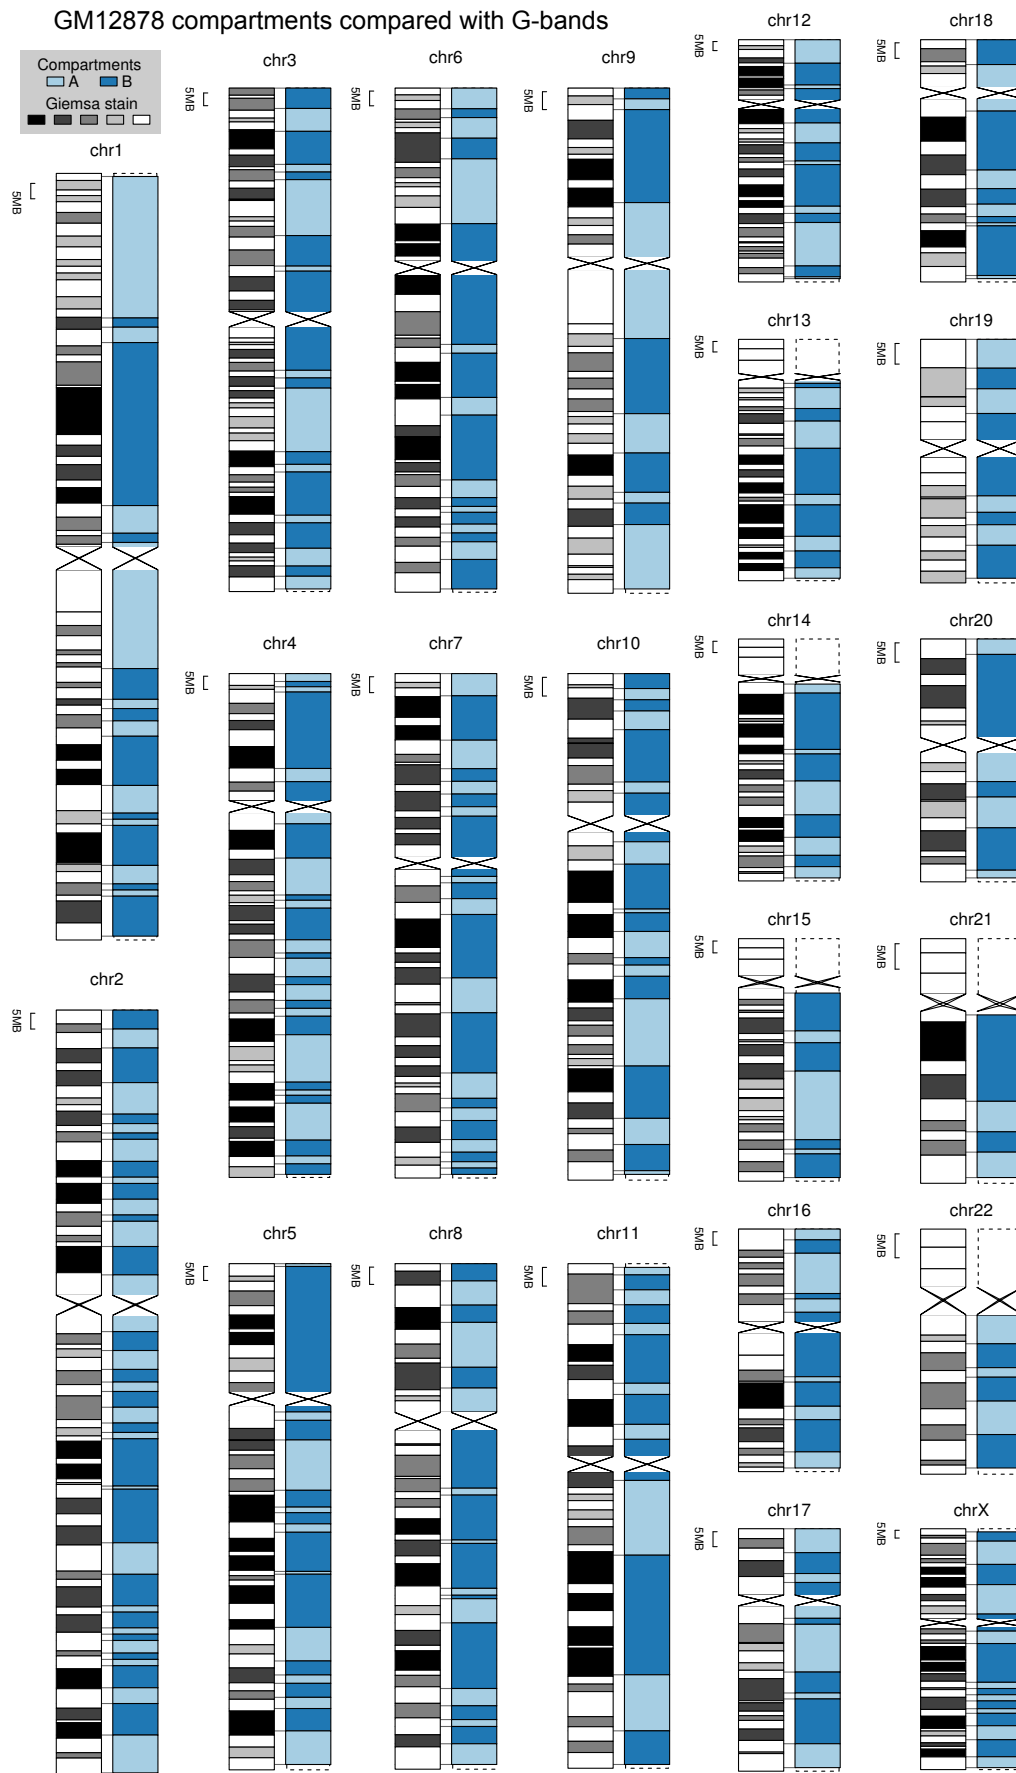 GM12878 compartments compared with G-bands
Compartments
A B
Giemsa stain
chr1
5MB
chr2
5MB
chr3
5MB
chr4
5MB
chr5
5MB
chr6
5MB
chr7
5MB
chr8
5MB
chr9
5MB
chr10
5MB
chr11
5MB
chr12
5MB
chr13
5MB
chr14
5MB
chr15
5MB
chr16
5MB
chr17
5MB
chr18
5MB
chr19
5MB
chr20
5MB
chr21
5MB
chr22
5MB
chrX
5MB